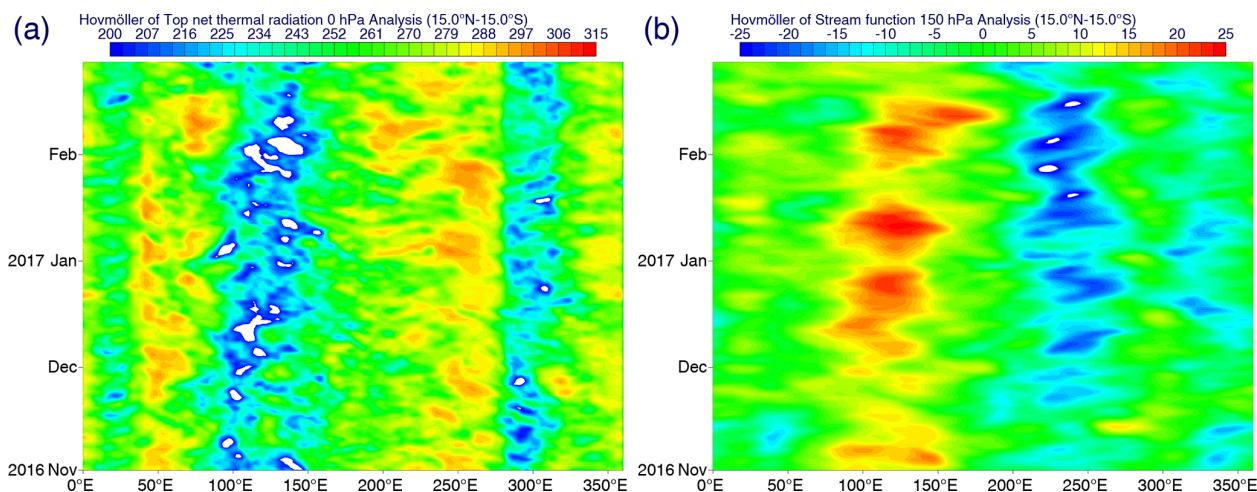 (a)
Hovmöller of Top net thermal radiation 0 hPa Analysis (15.0°N-15.0°S)
200 207 216 225 234 243 252 261 270 279 288 297 306 315
Feb
2017 Jan
Dec
2016 Nov
0°E 50°E 100°E 150°E 200°E 250°E 300°E 350°E
(b)
Hovmöller of Stream function 150 hPa Analysis (15.0°N-15.0°S)
-25 -20 -15 -10 -5 0 5 10 15 20 25
Feb
2017 Jan
Dec
2016 Nov
0°E 50°E 100°E 150°E 200°E 250°E 300°E 350°E